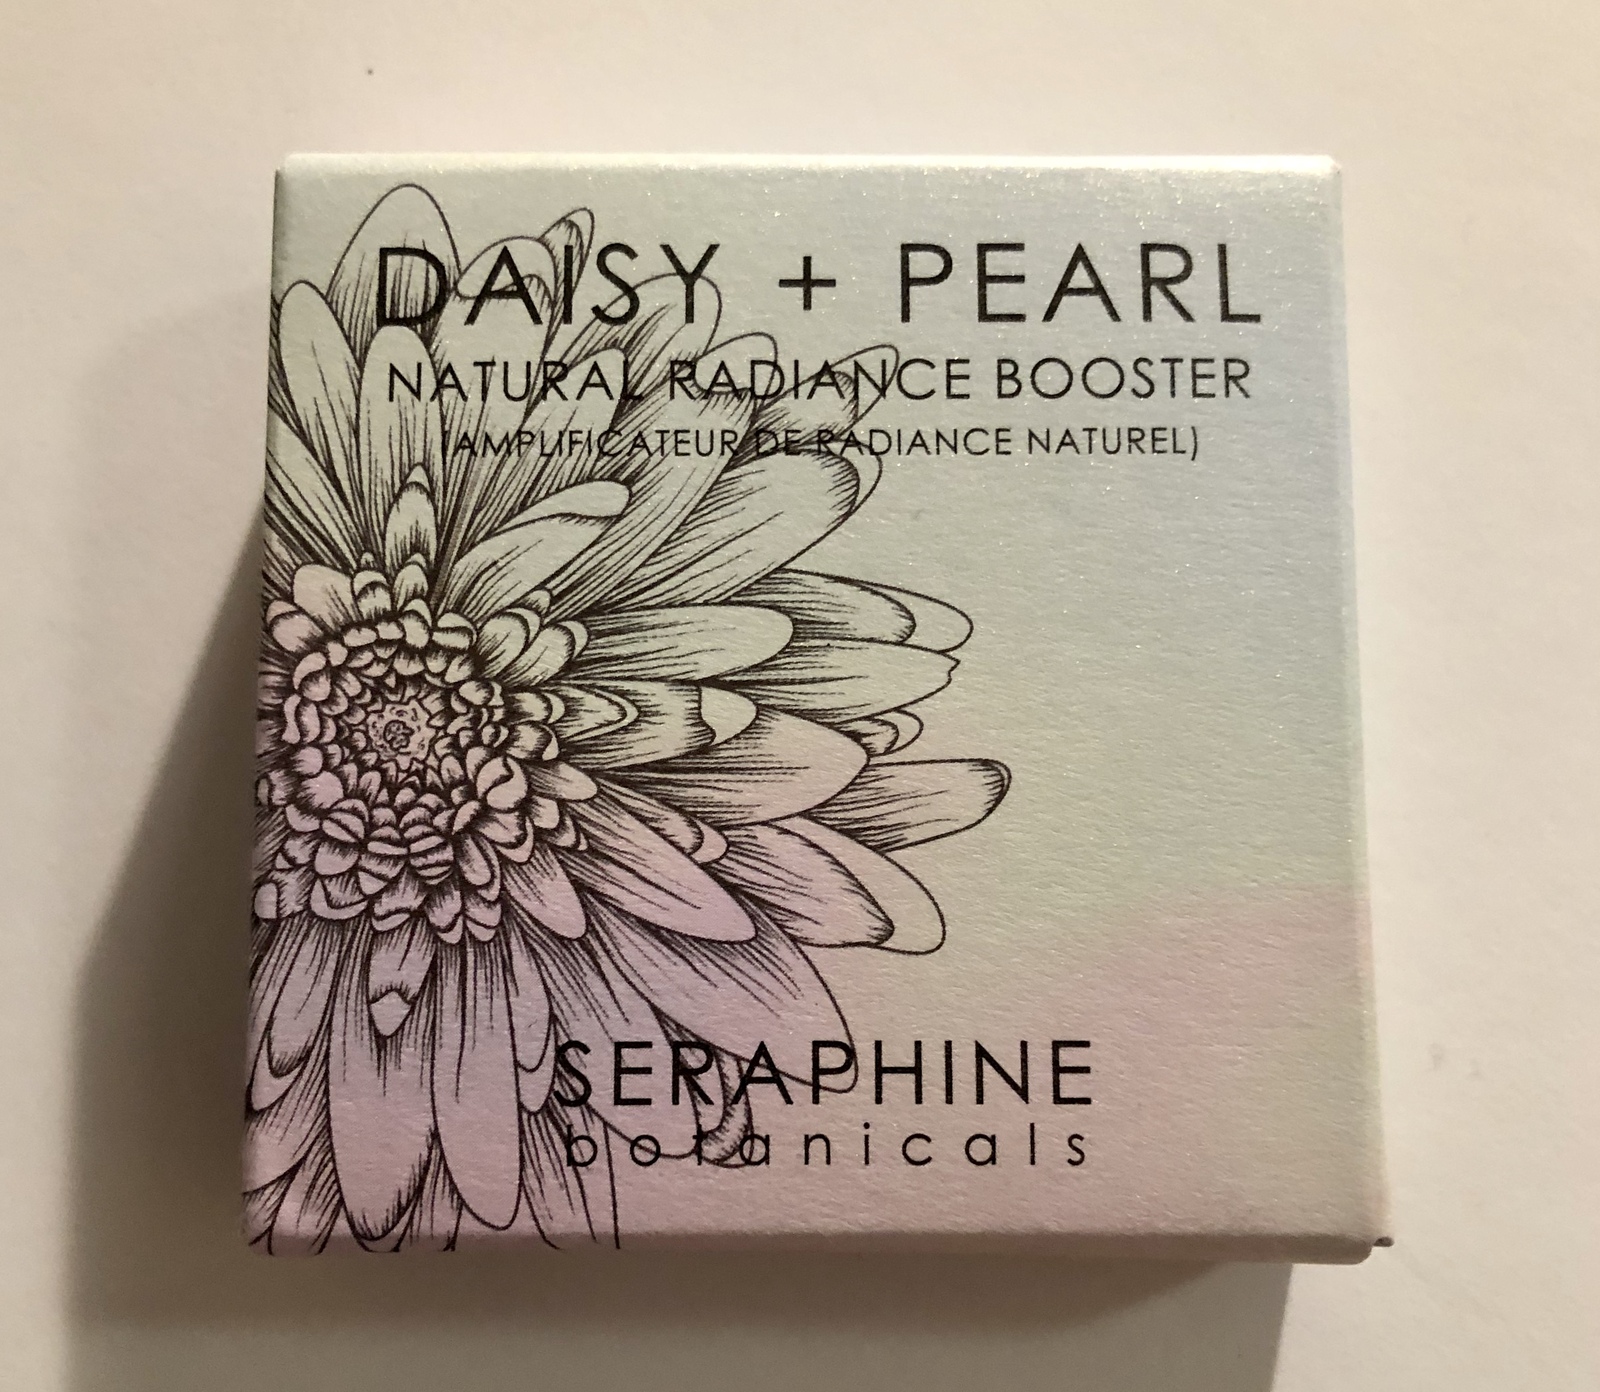 DAISY + PEARL
NATURAL RADIANCE BOOSTER
(AMPLIFICATEUR DE RADIANCE NATUREL)
SERAPHINE
botanicals